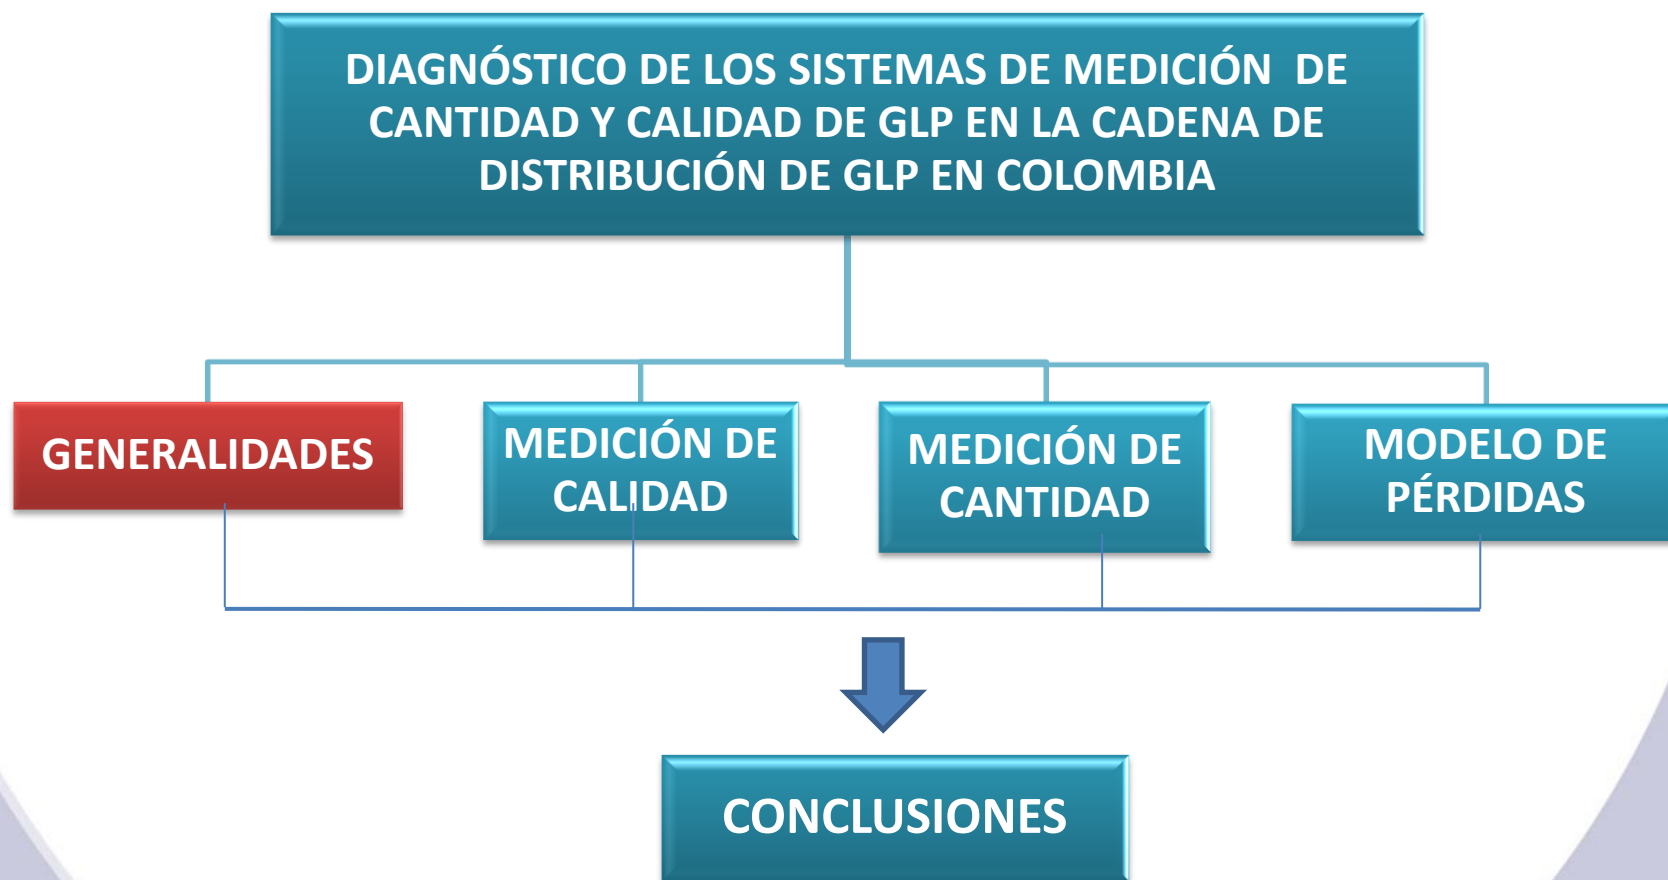 DIAGNÓSTICO DE LOS SISTEMAS DE MEDICIÓN DE
CANTIDAD Y CALIDAD DE GLP EN LA CADENA DE
DISTRIBUCIÓN DE GLP EN COLOMBIA
GENERALIDADES
MEDICIÓN DE
CALIDAD
MEDICIÓN DE
CANTIDAD
MODELO DE
PÉRDIDAS
CONCLUSIONES